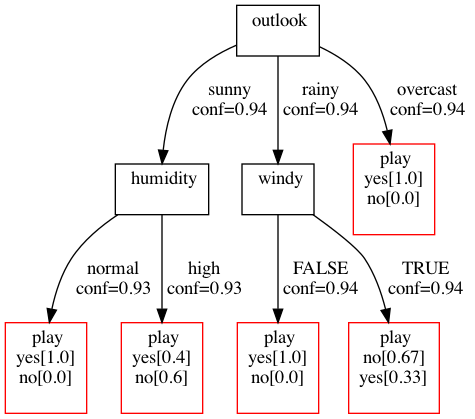 outlook
sunny
conf=0.94
rainy
conf=0.94
overcast
conf=0.94
humidity
windy
play
yes[1.0]
no[0.0]
normal
conf=0.93
high
conf=0.93
FALSE
conf=0.94
TRUE
conf=0.94
play
yes[1.0]
no[0.0]
play
yes[0.4]
no[0.6]
play
yes[1.0]
no[0.0]
play
no[0.67]
yes[0.33]